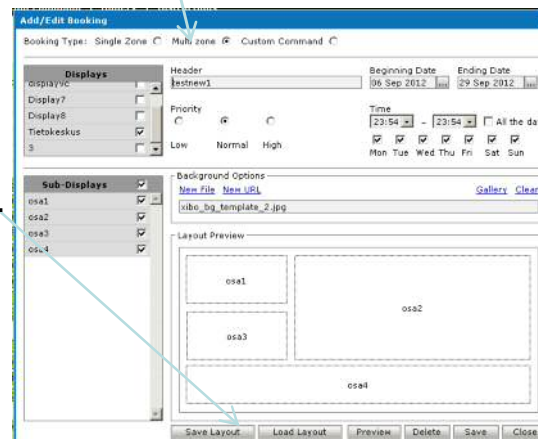 Add/Edit Booking
Booking Type: Single Zone Multi zone Custom Command
Displays
displayvc
Display7
Display8
Tietokeskus
3
Header
testnew1
Beginning Date Ending Date
06 Sep 2012 ... 29 Sep 2012 ...
Priority
Low Normal High
Time
23:54 - 23:54 All the da
Mon Tue Wed Thu Fri Sat Sun
Sub-Displays
osa1
osa2
osa3
osa4
Background Options
New File New URL Gallery Clear
xibo_bg_template_2.jpg
Layout Preview
osa1
osa2
osa3
osa4
Save Layout Load Layout Preview Delete Save Close